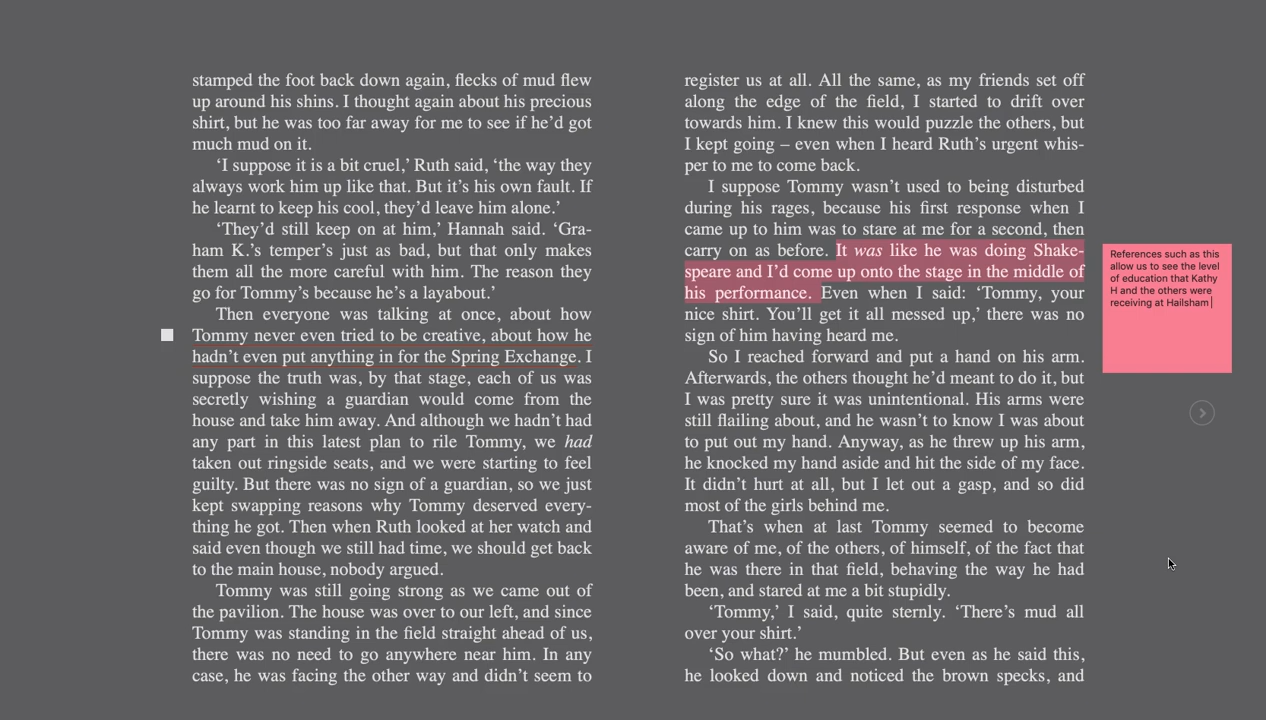 stamped the foot back down again, flecks of mud flew
up around his shins. I thought again about his precious
shirt, but he was too far away for me to see if he’d got
much mud on it.
‘I suppose it is a bit cruel,’ Ruth said, ‘the way they
always work him up like that. But it’s his own fault. If
he learnt to keep his cool, they’d leave him alone.’
‘They’d still keep on at him,’ Hannah said. ‘Gra-
ham K.’s temper’s just as bad, but that only makes
them all the more careful with him. The reason they
go for Tommy’s because he’s a layabout.’
Then everyone was talking at once, about how
Tommy never even tried to be creative, about how he
hadn’t even put anything in for the Spring Exchange. I
suppose the truth was, by that stage, each of us was
secretly wishing a guardian would come from the
house and take him away. And although we hadn’t had
any part in this latest plan to rile Tommy, we had
taken out ringside seats, and we were starting to feel
guilty. But there was no sign of a guardian, so we just
kept swapping reasons why Tommy deserved every-
thing he got. Then when Ruth looked at her watch and
said even though we still had time, we should get back
to the main house, nobody argued.
Tommy was still going strong as we came out of
the pavilion. The house was over to our left, and since
Tommy was standing in the field straight ahead of us,
there was no need to go anywhere near him. In any
case, he was facing the other way and didn’t seem to
register us at all. All the same, as my friends set off
along the edge of the field, I started to drift over
towards him. I knew this would puzzle the others, but
I kept going – even when I heard Ruth’s urgent whis-
per to me to come back.
I suppose Tommy wasn’t used to being disturbed
during his rages, because his first response when I
came up to him was to stare at me for a second, then
carry on as before. It was like he was doing Shake-
speare and I’d come up onto the stage in the middle of
his performance. Even when I said: ‘Tommy, your
nice shirt. You’ll get it all messed up,’ there was no
sign of him having heard me.
So I reached forward and put a hand on his arm.
Afterwards, the others thought he’d meant to do it, but
I was pretty sure it was unintentional. His arms were
still flailing about, and he wasn’t to know I was about
to put out my hand. Anyway, as he threw up his arm,
he knocked my hand aside and hit the side of my face.
It didn’t hurt at all, but I let out a gasp, and so did
most of the girls behind me.
That’s when at last Tommy seemed to become
aware of me, of the others, of himself, of the fact that
he was there in that field, behaving the way he had
been, and stared at me a bit stupidly.
‘Tommy,’ I said, quite sternly. ‘There’s mud all
over your shirt.’
‘So what?’ he mumbled. But even as he said this,
he looked down and noticed the brown specks, and
References such as this
allow us to see the level
of education that Kathy
H and the others were
receiving at Hailsham